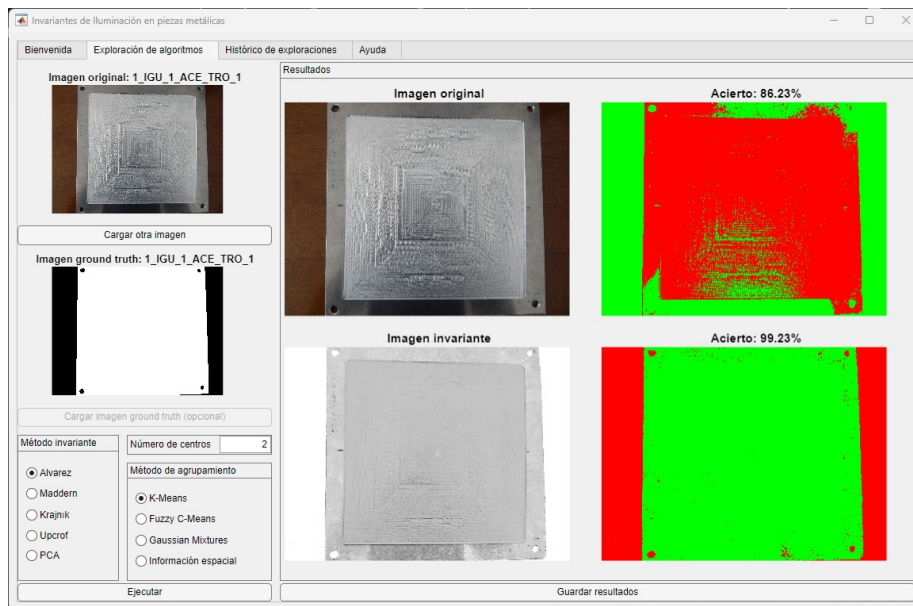 Invariantes de Iluminación en piezas metálicas
Bienvenida
Exploración de algoritmos
Histórico de exploraciones
Ayuda
Imagen original: 1_IGU_1_ACE_TRO_1
Cargar otra imagen
Imagen ground truth: 1_IGU_1_ACE_TRO_1
Cargar imagen ground truth (opcional)
Método invariante
Alvarez
Maddern
Krajnik
Upcrof
PCA
Número de centros
2
Método de agrupamiento
K-Means
Fuzzy C-Means
Gaussian Mixtures
Información espacial
Ejecutar
Resultados
Imagen original
Acierto: 86.23%
Imagen invariante
Acierto: 99.23%
Guardar resultados